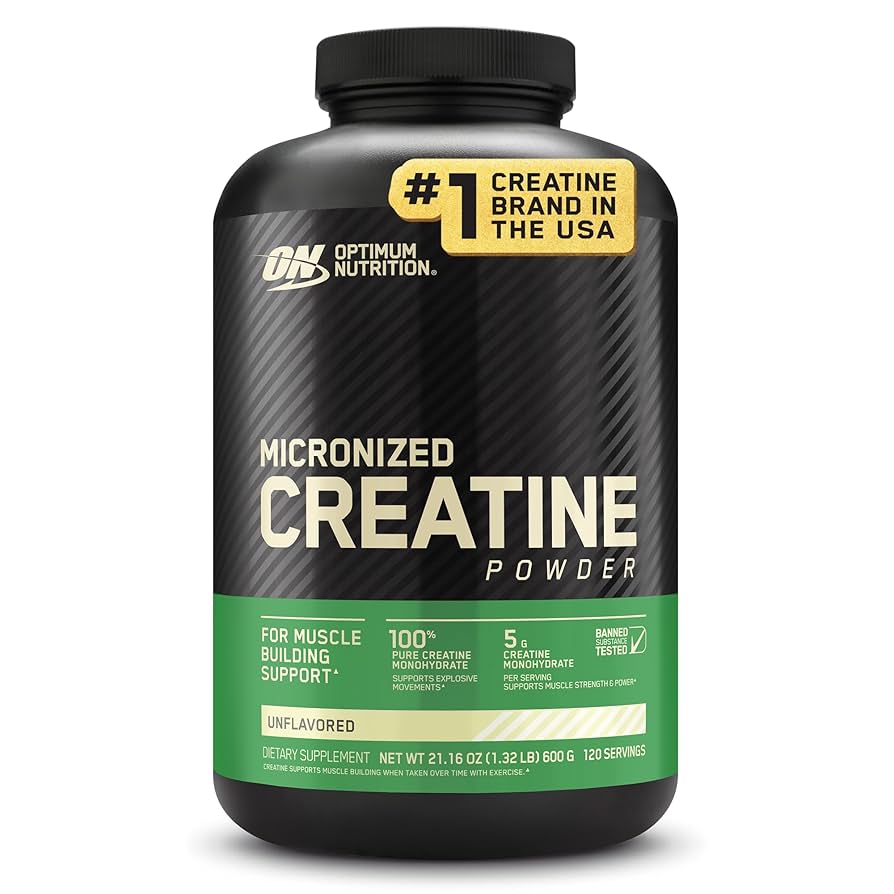 #1 CREATINE
BRAND IN
THE USA
ON OPTIMUM
NUTRITION®
MICRONIZED
CREATINE
POWDER
FOR MUSCLE
BUILDING
SUPPORT▲
100%
PURE CREATINE
MONOHYDRATE
SUPPORTS EXPLOSIVE
MOVEMENTS▲
5 G
CREATINE
MONOHYDRATE
PER SERVING
SUPPORTS MUSCLE STRENGTH & POWER▲
BANNED
SUBSTANCE
TESTED
UNFLAVORED
DIETARY SUPPLEMENT NET WT 21.16 OZ (1.32 LB) 600 G 120 SERVINGS
CREATINE SUPPORTS MUSCLE BUILDING WHEN TAKEN OVER TIME WITH EXERCISE.▲